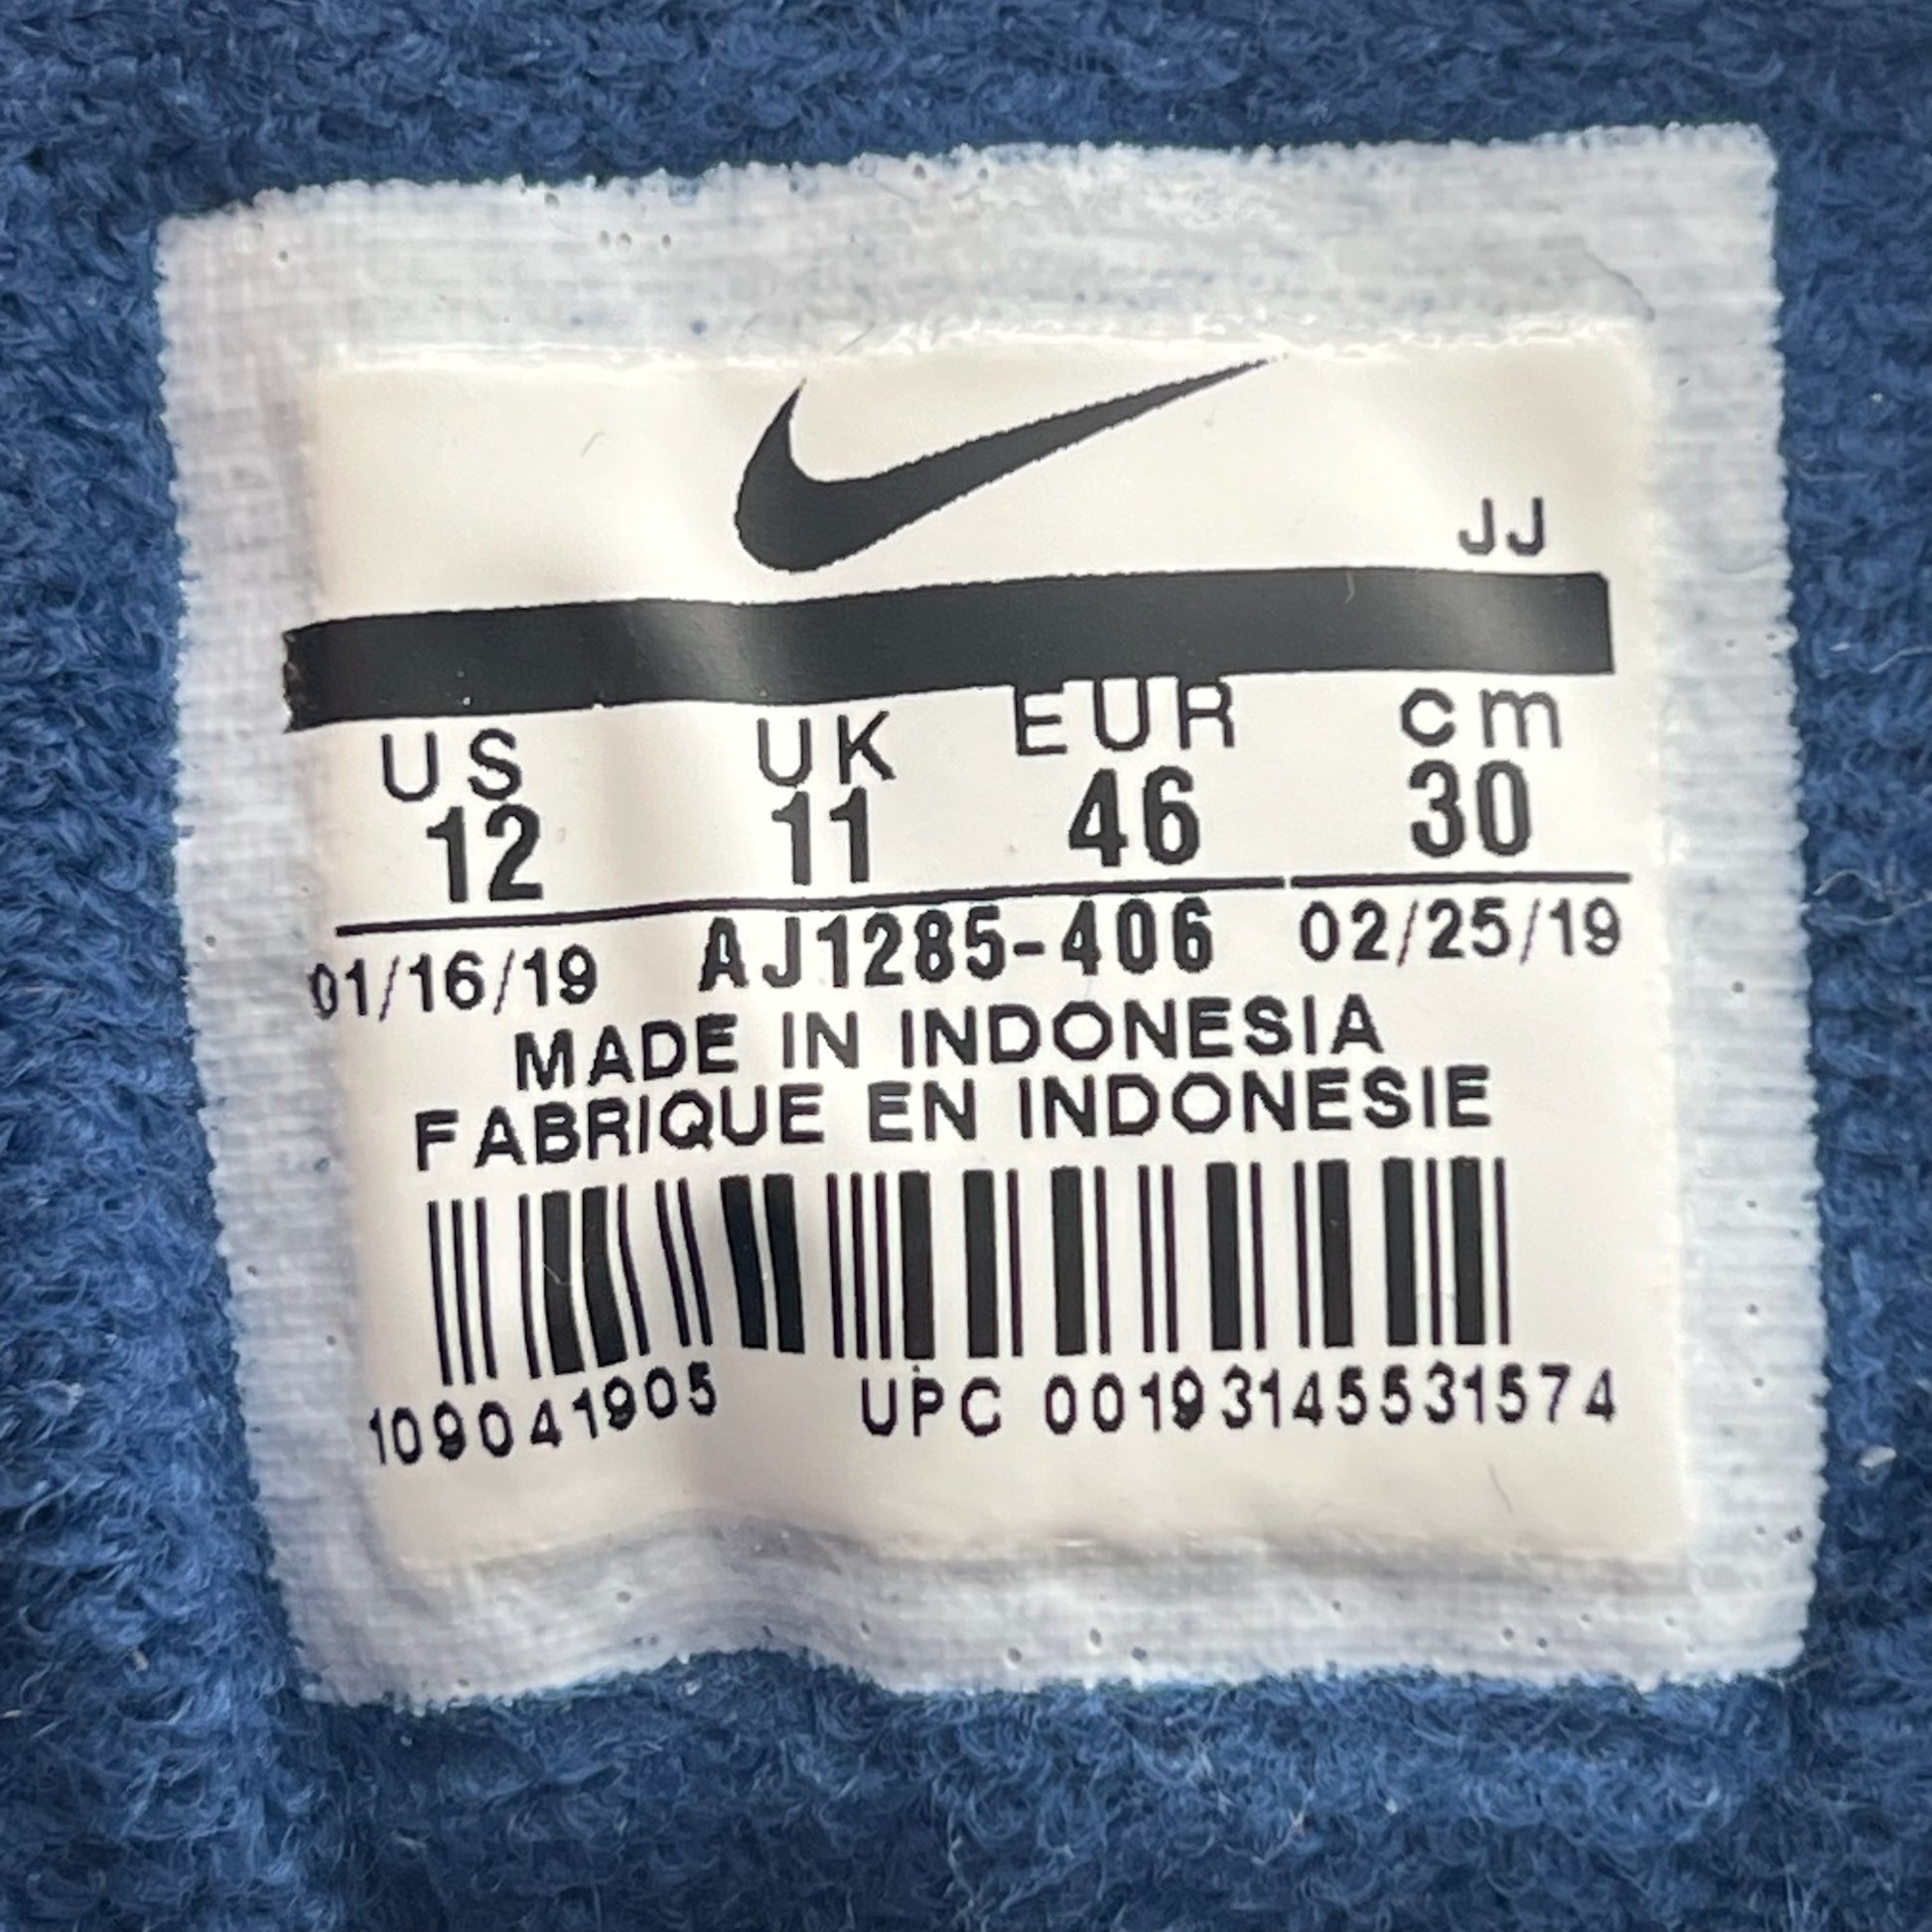 JJ
US UK EUR cm
12 11 46 30
01/16/19 AJ1285-406 02/25/19
MADE IN INDONESIA
FABRIQUE EN INDONESIE
109041905 UPC 00193145531574